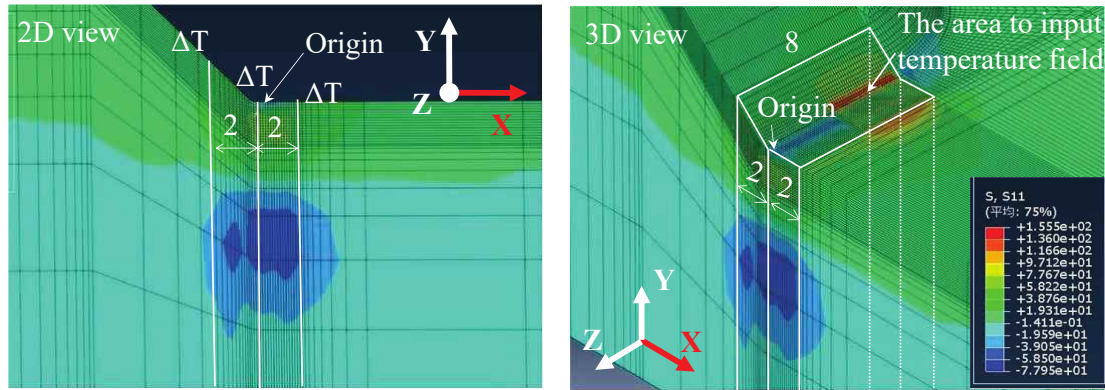 2D view
ΔT
Origin
ΔT
ΔT
Y
Z
X
2
2
3D view
8
The area to input
temperature field
Origin
2
2
Y
Z
X
S, S11
(平均: 75%)
+1.555e+02
+1.360e+02
+1.166e+02
+9.712e+01
+7.767e+01
+5.822e+01
+3.876e+01
+1.931e+01
-1.411e-01
-1.959e+01
-3.905e+01
-5.850e+01
-7.795e+01